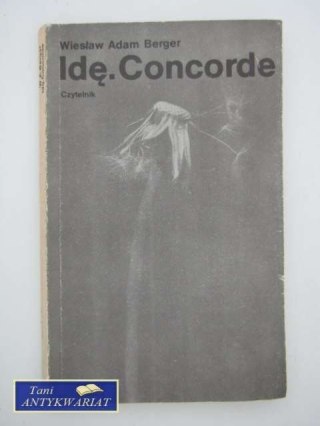 Wiesław Adam Berger
Idę. Concorde
Czytelnik
Tani
ANTYKWARIAT